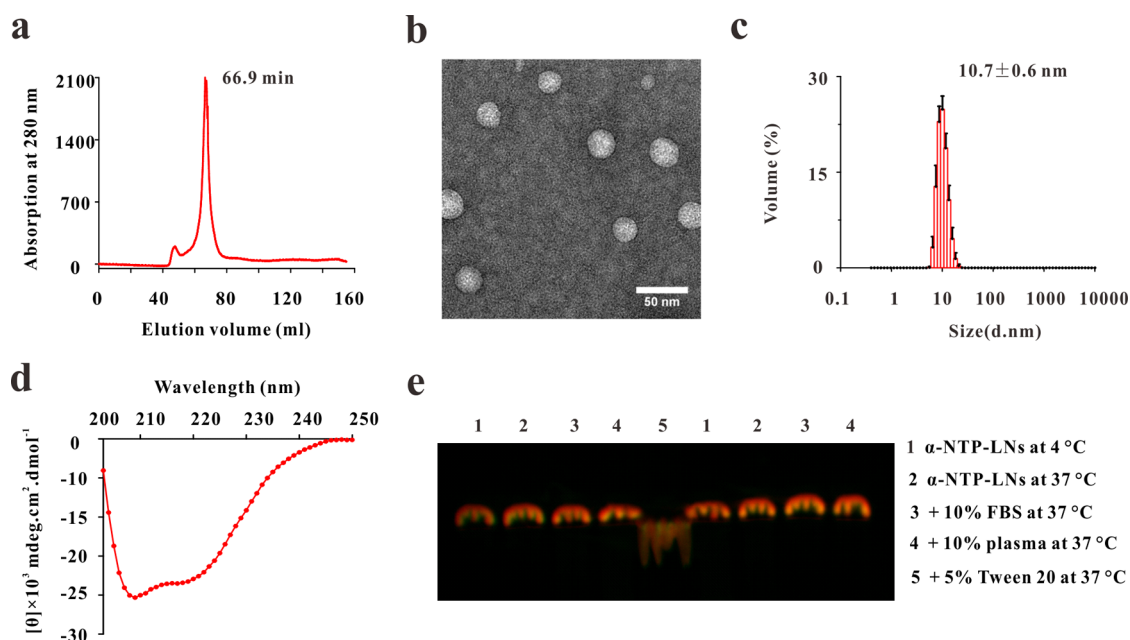 a
66.9 min
2100
1400
700
0
Absorption at 280 nm
0 40 80 120 160
Elution volume (ml)
b
50 nm
c
10.7±0.6 nm
30
15
0
Volume (%)
0.1 1 10 100 1000 10000
Size(d.nm)
d
Wavelength (nm)
200 210 220 230 240 250
0
-10
-15
-20
-25
-30
[θ]×10³ mdeg.cm².dmol⁻¹
e
1 2 3 4 5 1 2 3 4
1 α-NTP-LNs at 4 °C
2 α-NTP-LNs at 37 °C
3 +10% FBS at 37 °C
4 +10% plasma at 37 °C
5 +5% Tween 20 at 37 °C